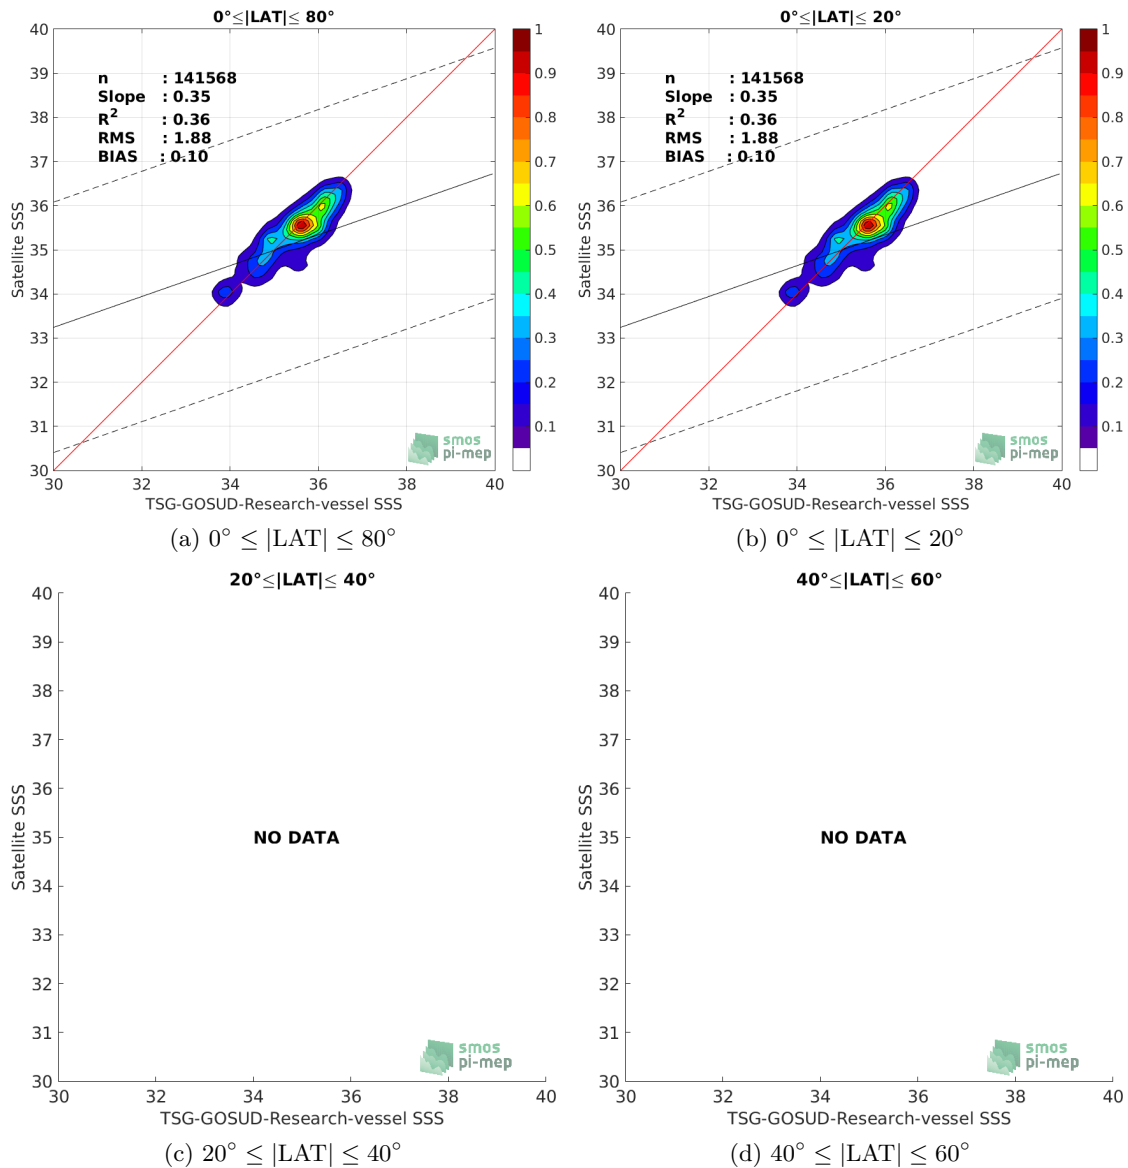 0°≤|LAT|≤ 80°
40
39
38
37
36
35
34
33
32
31
30
30
32
34
36
38
40
Satellite SSS
TSG-GOSUD-Research-vessel SSS
n : 141568
Slope : 0.35
R2 : 0.36
RMS : 1.88
BIAS : 0.10
smos
pi-mep
1
0.9
0.8
0.7
0.6
0.5
0.4
0.3
0.2
0.1
(a) 0° ≤ |LAT| ≤ 80°
0°≤|LAT|≤ 20°
40
39
38
37
36
35
34
33
32
31
30
30
32
34
36
38
40
Satellite SSS
TSG-GOSUD-Research-vessel SSS
n : 141568
Slope : 0.35
R2 : 0.36
RMS : 1.88
BIAS : 0.10
smos
pi-mep
1
0.9
0.8
0.7
0.6
0.5
0.4
0.3
0.2
0.1
(b) 0° ≤ |LAT| ≤ 20°
20°≤|LAT|≤ 40°
40
39
38
37
36
35
34
33
32
31
30
30
32
34
36
38
40
Satellite SSS
TSG-GOSUD-Research-vessel SSS
NO DATA
smos
pi-mep
(c) 20° ≤ |LAT| ≤ 40°
40°≤|LAT|≤ 60°
40
39
38
37
36
35
34
33
32
31
30
30
32
34
36
38
40
Satellite SSS
TSG-GOSUD-Research-vessel SSS
NO DATA
smos
pi-mep
(d) 40° ≤ |LAT| ≤ 60°